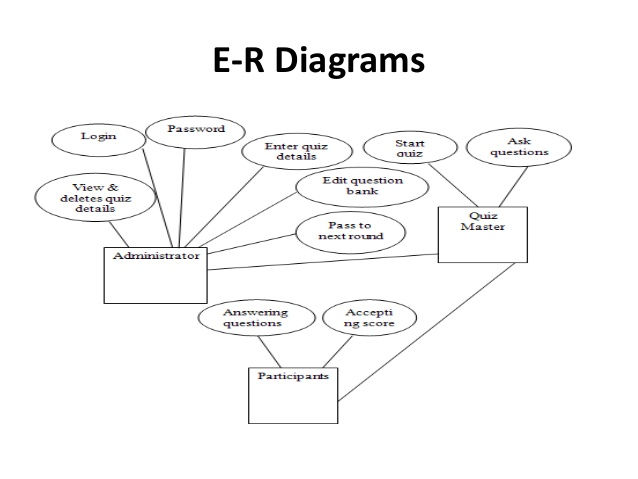 E-R Diagrams
Login
Password
Enter quiz
details
Start
quiz
Ask
questions
View &
deletes quiz
details
Edit question
bank
Pass to
next round
Quiz
Master
Administrator
Answering
questions
Accepti
ng score
Participants